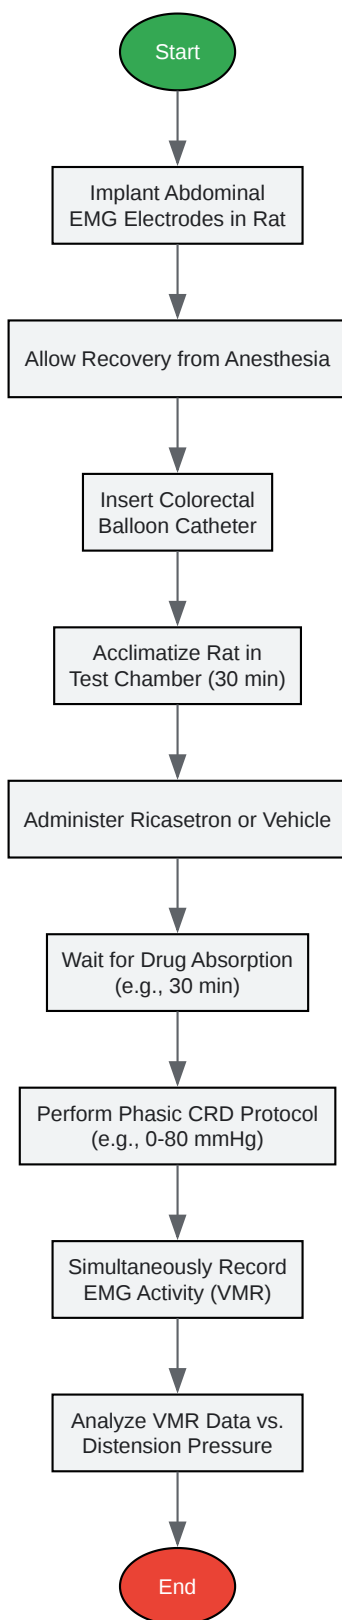 Start
Implant Abdominal
EMG Electrodes in Rat
Allow Recovery from Anesthesia
Insert Colorectal
Balloon Catheter
Acclimatize Rat in
Test Chamber (30 min)
Administer Ricasetron or Vehicle
Wait for Drug Absorption
(e.g., 30 min)
Perform Phasic CRD Protocol
(e.g., 0-80 mmHg)
Simultaneously Record
EMG Activity (VMR)
Analyze VMR Data vs.
Distension Pressure
End